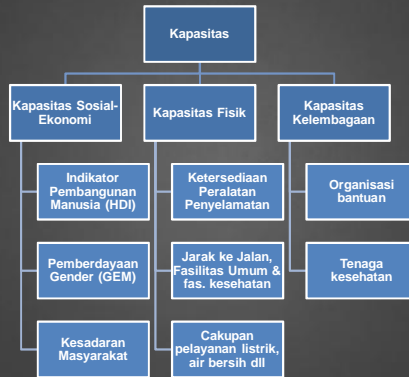 Kapasitas
Kapasitas Sosial-
Ekonomi
Kapasitas Fisik
Kapasitas
Kelembagaan
Indikator
Pembangunan
Manusia (HDI)
Ketersediaan
Peralatan
Penyelamatan
Organisasi
bantuan
Pemberdayaan
Gender (GEM)
Jarak ke Jalan,
Fasilitas Umum &
fas. kesehatan
Tenaga
kesehatan
Kesadaran
Masyarakat
Cakupan
pelayanan listrik,
air bersih dll